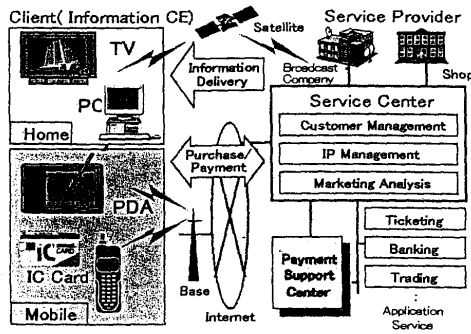 Client( Information CE)
TV
PC
Home
PDA
IC CARD
IC Card
Mobile
Satellite
Information
Delivery
Purchase/
Payment
Base
Internet
Service Provider
Broadcast
Company
Shop
Service Center
Customer Management
IP Management
Marketing Analysis
Payment
Support
Center
Ticketing
Banking
Trading
:
Application
Service